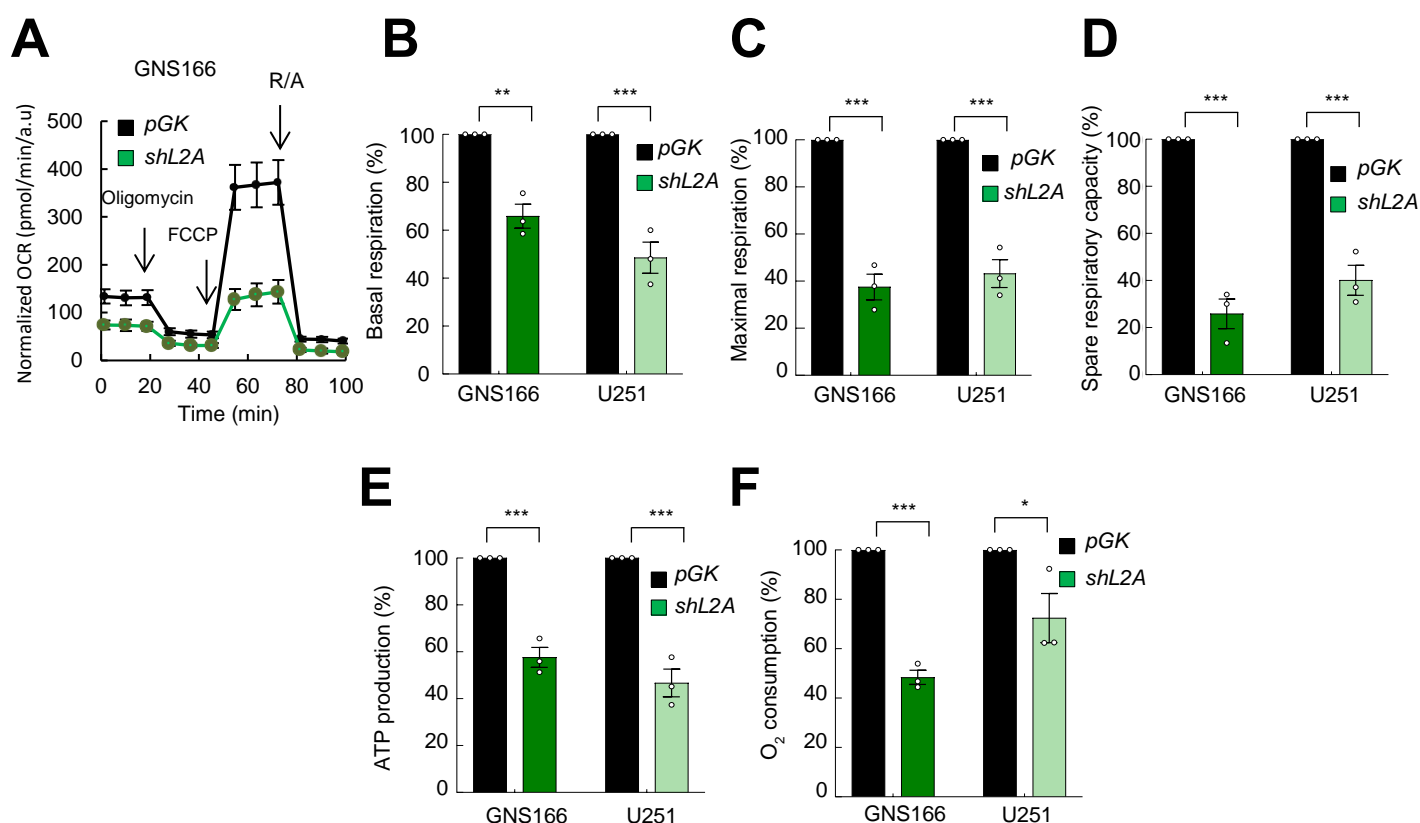 A
GNS166
R/A
pGK
shL2A
Oligomycin
FCCP
Normalized OCR (pmol/min/a.u)
500
400
300
200
100
0
0 20 40 60 80 100
Time (min)
B
** ***
Basal respiration (%)
100
80
60
40
20
0
pGK
shL2A
GNS166 U251
C
*** ***
Maximal respiration (%)
100
80
60
40
20
0
pGK
shL2A
GNS166 U251
D
*** ***
Spare respiratory capacity (%)
100
80
60
40
20
0
pGK
shL2A
GNS166 U251
E
*** ***
ATP production (%)
100
80
60
40
20
0
pGK
shL2A
GNS166 U251
F
*** *
O2 consumption (%)
100
80
60
40
20
0
pGK
shL2A
GNS166 U251